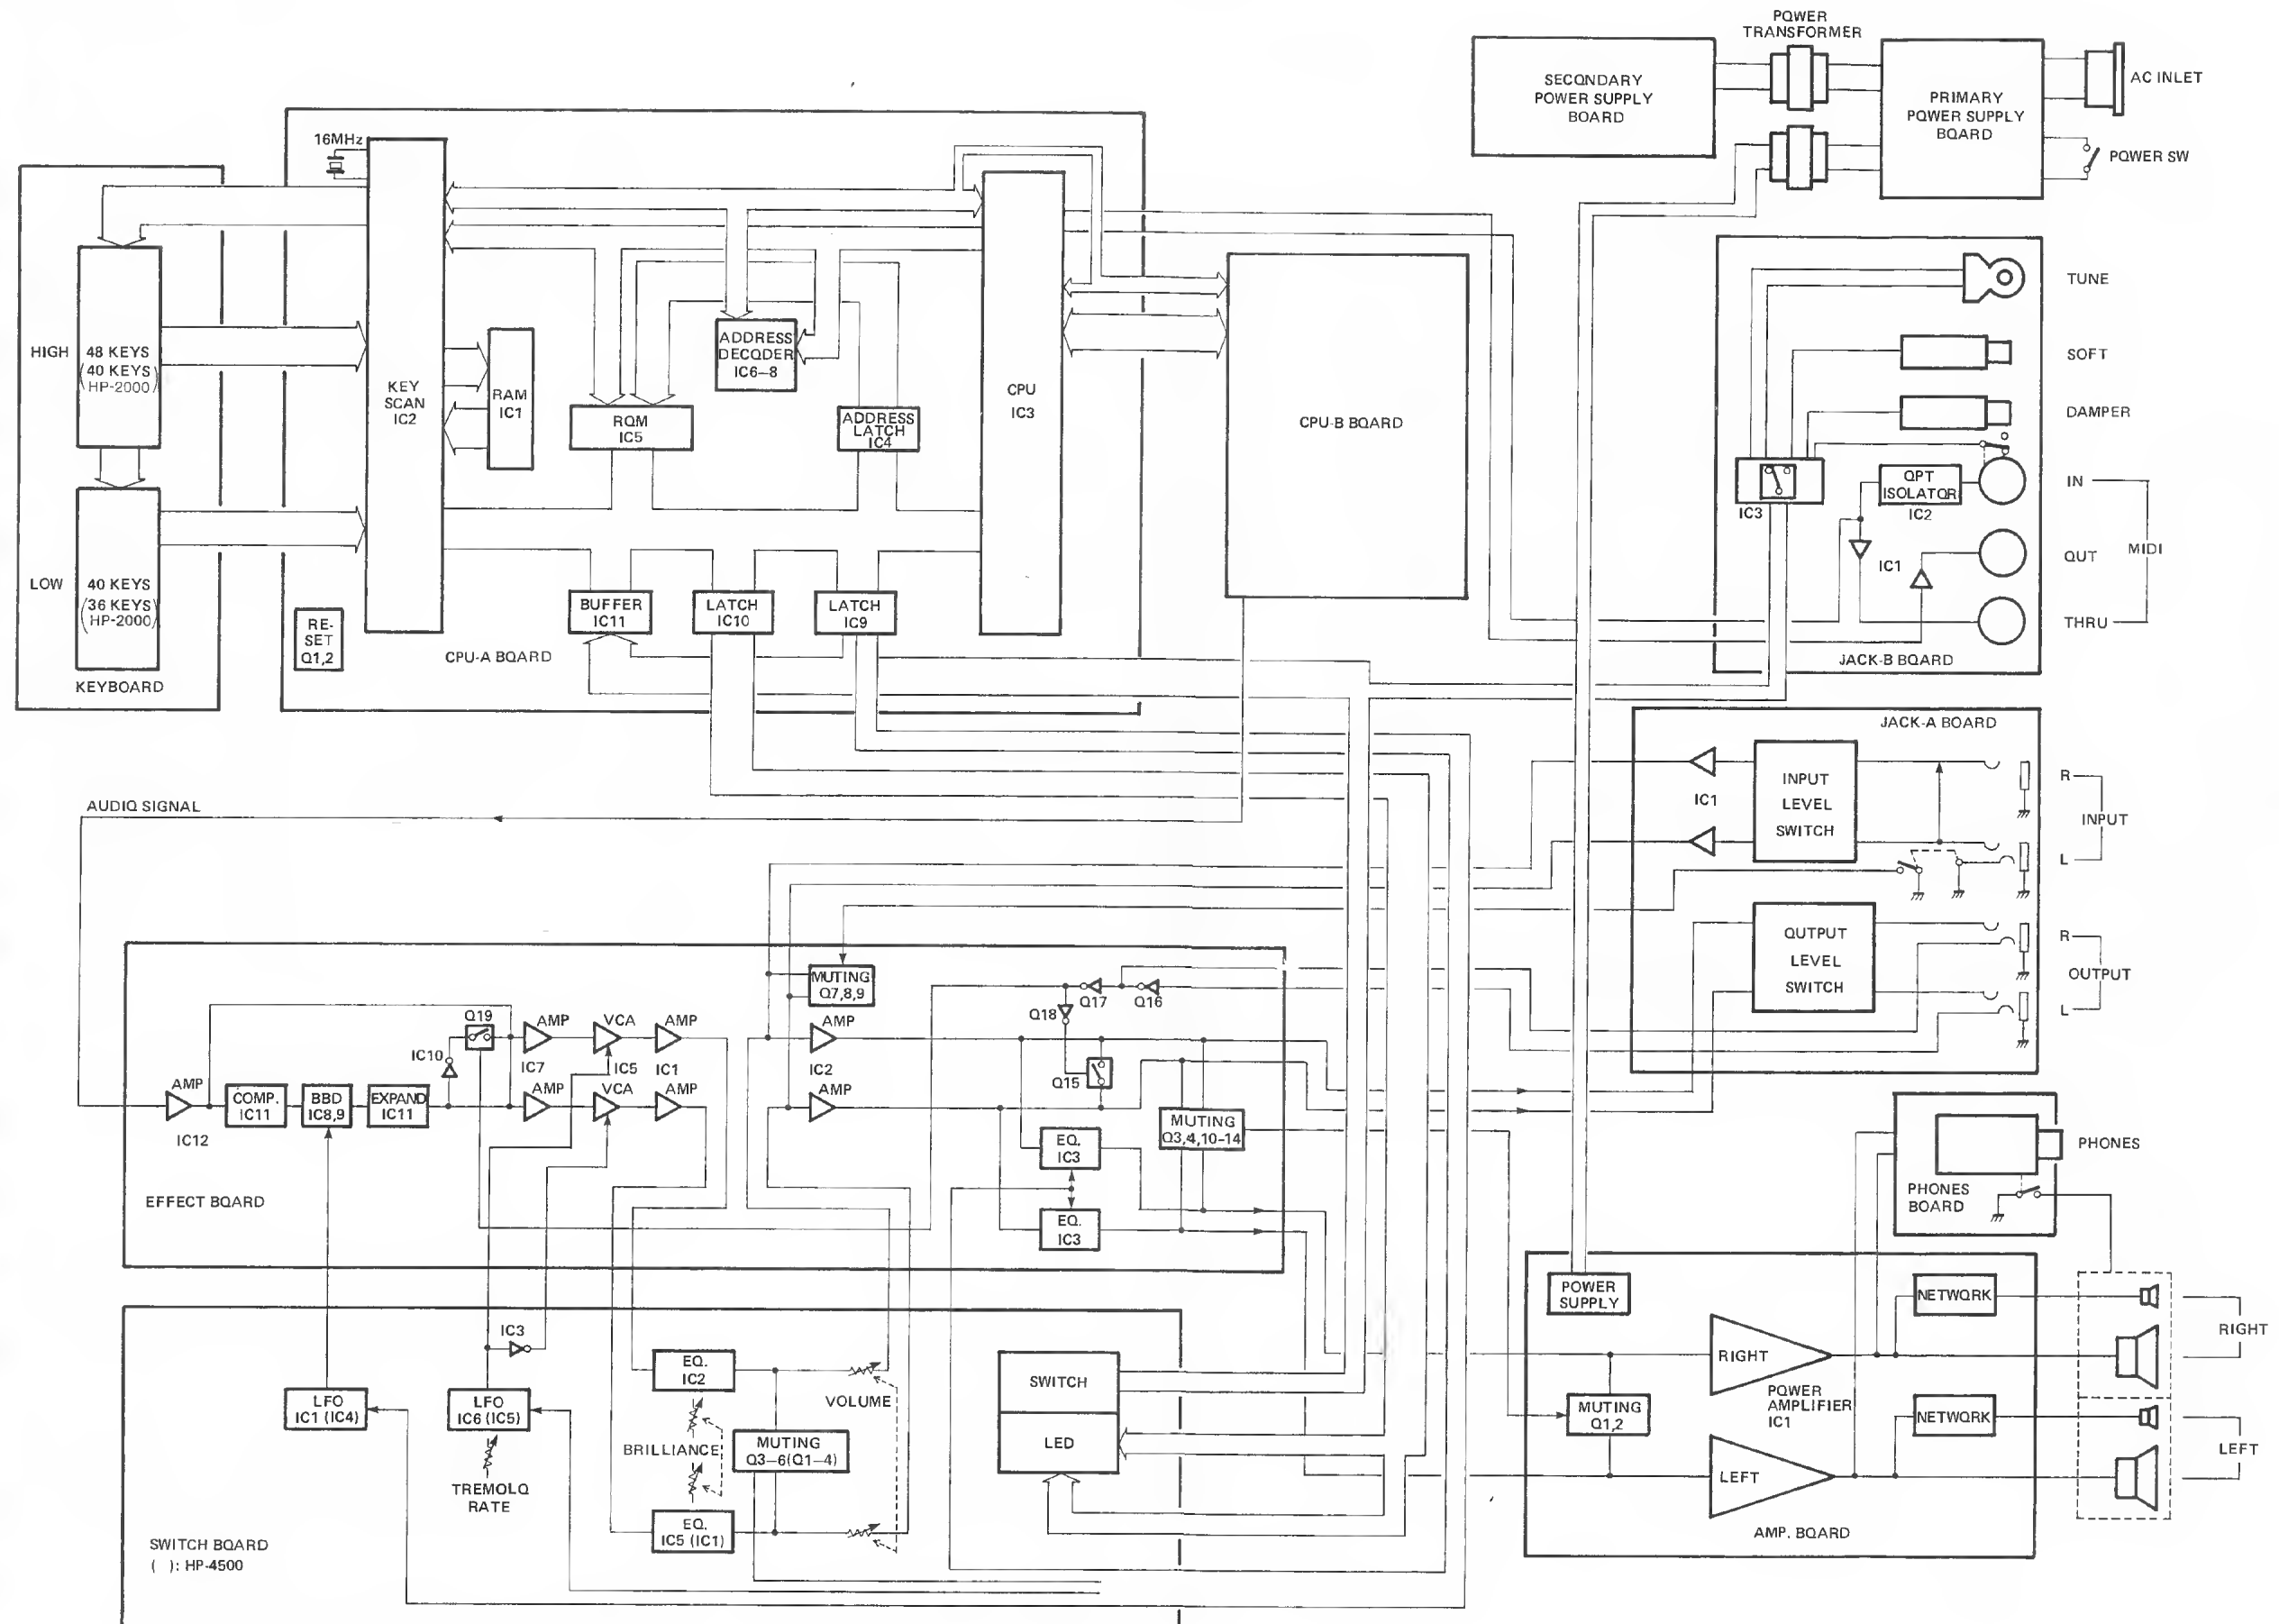 POWER
TRANSFORMER
SECONDARY
POWER SUPPLY
BOARD
PRIMARY
POWER SUPPLY
BOARD
AC INLET
POWER SW
16MHz
KEY
SCAN
IC2
RAM
IC1
ADDRESS
DECODER
IC6–8
ROM
IC5
ADDRESS
LATCH
IC4
CPU
IC3
CPU-B BOARD
HIGH
48 KEYS
(40 KEYS
HP-2000)
LOW
40 KEYS
(36 KEYS
HP-2000)
KEYBOARD
RE-
SET
Q1,2
BUFFER
IC11
LATCH
IC10
LATCH
IC9
CPU-A BOARD
TUNE
SOFT
DAMPER
IC3
OPT
ISOLATOR
IC2
IN
IC1
OUT
MIDI
THRU
JACK-B BOARD
JACK-A BOARD
IC1
INPUT
LEVEL
SWITCH
R
INPUT
L
OUTPUT
LEVEL
SWITCH
R
OUTPUT
L
AUDIO SIGNAL
MUTING
Q7,8,9
Q17
Q16
Q18
Q19
AMP
VCA
AMP
AMP
IC10
IC7
IC5
IC1
IC2
Q15
AMP
IC12
COMP.
IC11
BBD
IC8,9
EXPAND
IC11
AMP
VCA
AMP
AMP
MUTING
Q3,4,10-14
EQ.
IC3
EQ.
IC3
EFFECT BOARD
PHONES
PHONES
BOARD
POWER
SUPPLY
NETWORK
RIGHT
RIGHT
POWER
AMPLIFIER
IC1
MUTING
Q1,2
NETWORK
LEFT
LEFT
AMP. BOARD
IC3
LFO
IC1 (IC4)
LFO
IC6 (IC5)
TREMOLO
RATE
EQ.
IC2
VOLUME
BRILLIANCE
MUTING
Q3–6(Q1–4)
EQ.
IC5 (IC1)
SWITCH
LED
SWITCH BOARD
( ): HP-4500